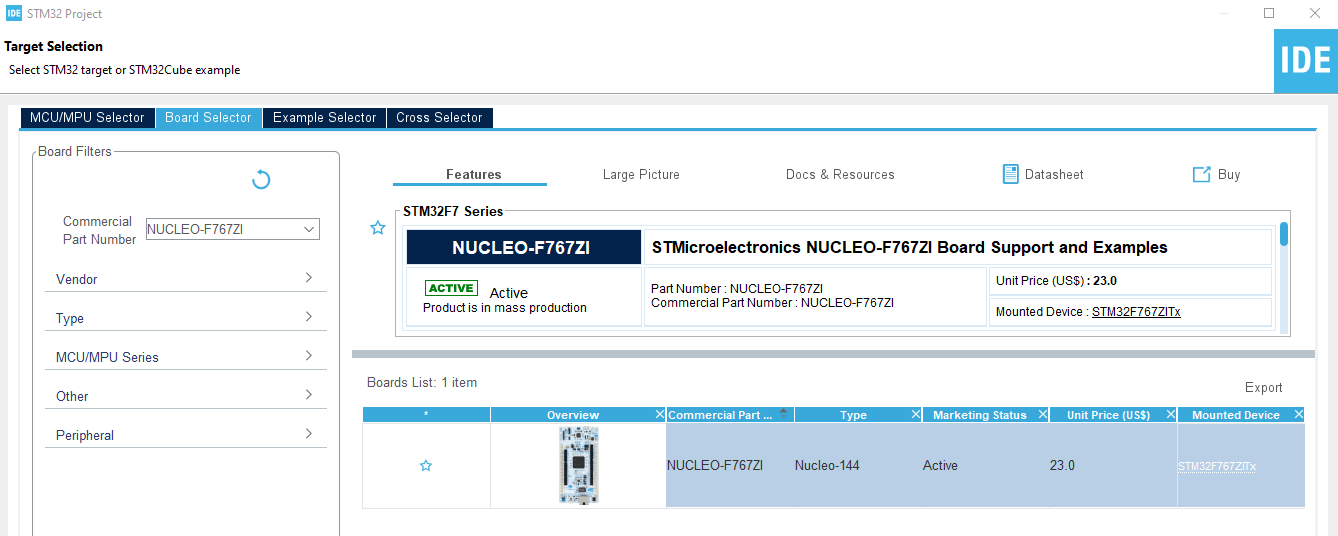 IDE STM32 Project
Target Selection
Select STM32 target or STM32Cube example
IDE
MCU/MPU Selector Board Selector Example Selector Cross Selector
Board Filters
Commercial
Part Number
NUCLEO-F767ZI
Vendor
Type
MCU/MPU Series
Other
Peripheral
Features Large Picture Docs & Resources Datasheet Buy
STM32F7 Series
NUCLEO-F767ZI
STMicroelectronics NUCLEO-F767ZI Board Support and Examples
ACTIVE Active
Product is in mass production
Part Number : NUCLEO-F767ZI
Commercial Part Number : NUCLEO-F767ZI
Unit Price (US$) : 23.0
Mounted Device : STM32F767ZITx
Boards List: 1 item
Export
* Overview Commercial Part ... Type Marketing Status Unit Price (US$) Mounted Device
NUCLEO-F767ZI Nucleo-144 Active 23.0 STM32F767ZITx